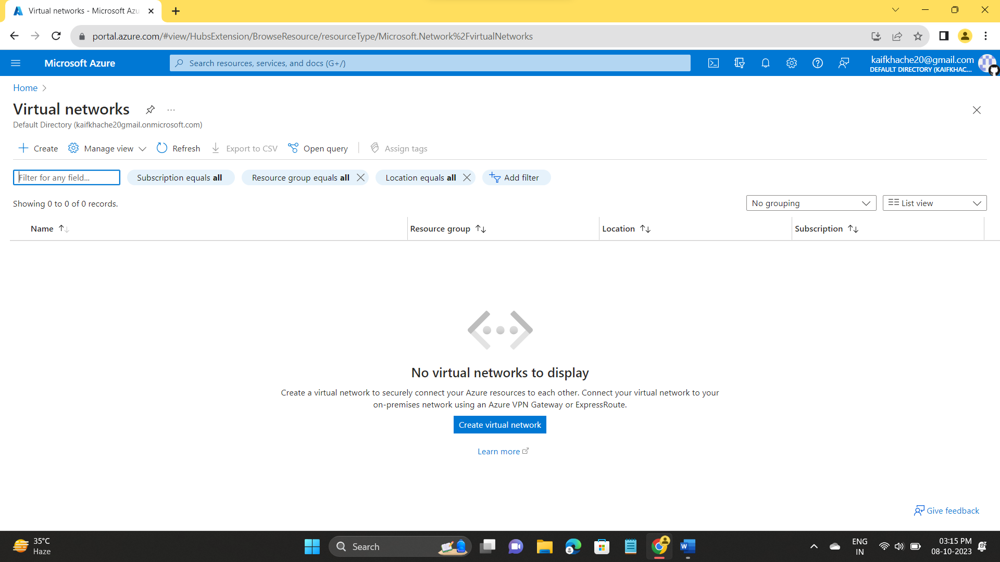 Virtual networks - Microsoft Azu
portal.azure.com/#view/HubsExtension/BrowseResource/resourceType/Microsoft.Network%2FvirtualNetworks
Microsoft Azure
Search resources, services, and docs (G+/)
kaifkhache20@gmail.com
DEFAULT DIRECTORY (KAIFKHAC...
Home
Virtual networks
...
Default Directory (kaifkhache20gmail.onmicrosoft.com)
Create
Manage view
Refresh
Export to CSV
Open query
Assign tags
Filter for any field...
Subscription equals all
Resource group equals all
Location equals all
Add filter
Showing 0 to 0 of 0 records.
No grouping
List view
Name
Resource group
Location
Subscription
No virtual networks to display
Create a virtual network to securely connect your Azure resources to each other. Connect your virtual network to your
on-premises network using an Azure VPN Gateway or ExpressRoute.
Create virtual network
Learn more
Give feedback
35°C
Haze
Search
ENG
IN
03:15 PM
08-10-2023